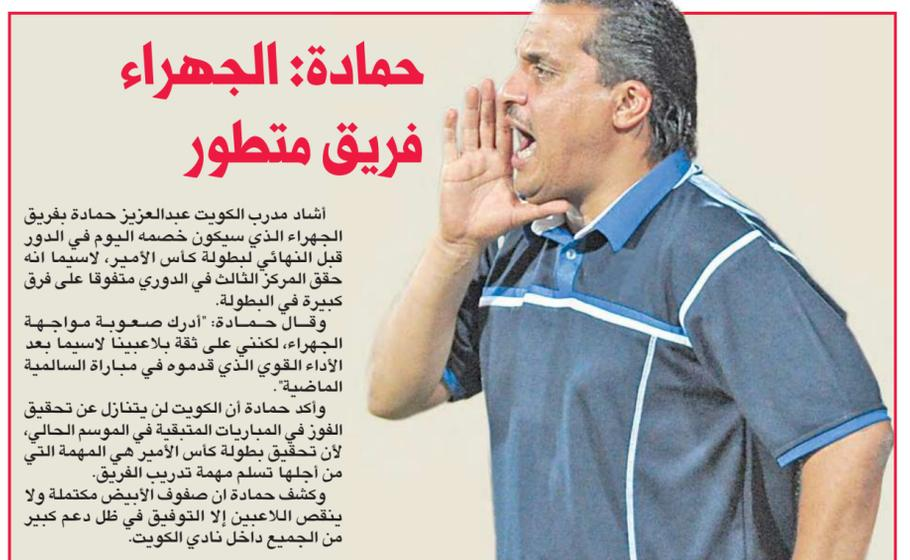 حمادة: الجهراء
فريق متطور
أشاد مدرب الكويت عبدالعزيز حمادة بفريق
الجهراء الذي سيكون خصمه اليوم في الدور
قبل النهائي لبطولة كأس الأمير، لاسيما انه
حقق المركز الثالث في الدوري متفوقا على فرق
كبيرة في البطولة.
وقال حمادة: "أدرك صعوبة مواجهة
الجهراء، لكنني على ثقة بلاعبينا لاسيما بعد
الأداء القوي الذي قدموه في مباراة السالمية
الماضية".
وأكد حمادة أن الكويت لن يتنازل عن تحقيق
الفوز في المباريات المتبقية في الموسم الحالي،
لأن تحقيق بطولة كأس الأمير هي المهمة التي
من أجلها تسلم مهمة تدريب الفريق.
وكشف حمادة ان صفوف الأبيض مكتملة ولا
ينقص اللاعبين إلا التوفيق في ظل دعم كبير
من الجميع داخل نادي الكويت.